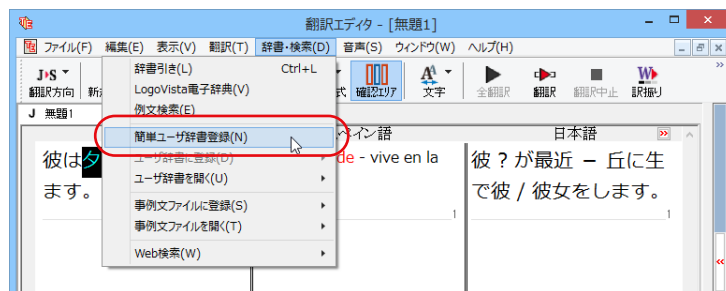 翻訳エディタ - [無題1]
ファイル(F) 編集(E) 表示(V) 翻訳(T) 辞書・検索(D) 音声(S) ウィンドウ(W) ヘルプ(H)
J▸S
翻訳方向
確認エリア
文字
全翻訳
翻訳
翻訳中止
訳振り
辞書引き(L) Ctrl+L
LogoVista電子辞典(V)
例文検索(E)
簡単ユーザ辞書登録(N)
ユーザ辞書に登録(D)
ユーザ辞書を開く(U)
事例文ファイルに登録(S)
事例文ファイルを開く(T)
Web検索(W)
J 無題1
イン語
日本語
彼は
ます。
de - vive en la
1
彼 ? が最近 − 丘に生
で彼 / 彼女をします。
1